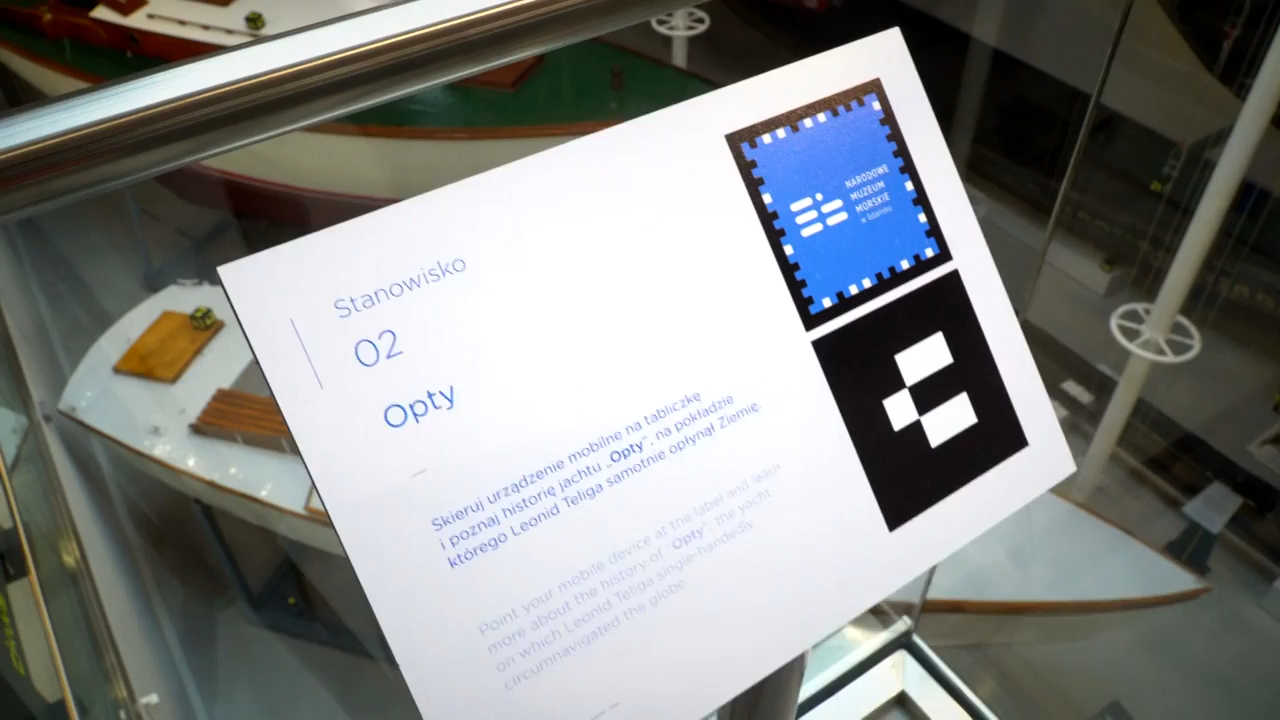 Stanowisko
02
Opty
Skieruj urządzenie mobilne na tabliczkę
i poznaj historię jachtu „Opty”, na pokładzie
którego Leonid Teliga samotnie opłynął Ziemię.
Point your mobile device at the label and learn
more about the history of “Opty”, the yacht
on which Leonid Teliga single-handedly
circumnavigated the globe
NARODOWE
MUZEUM
MORSKIE
w Gdańsku